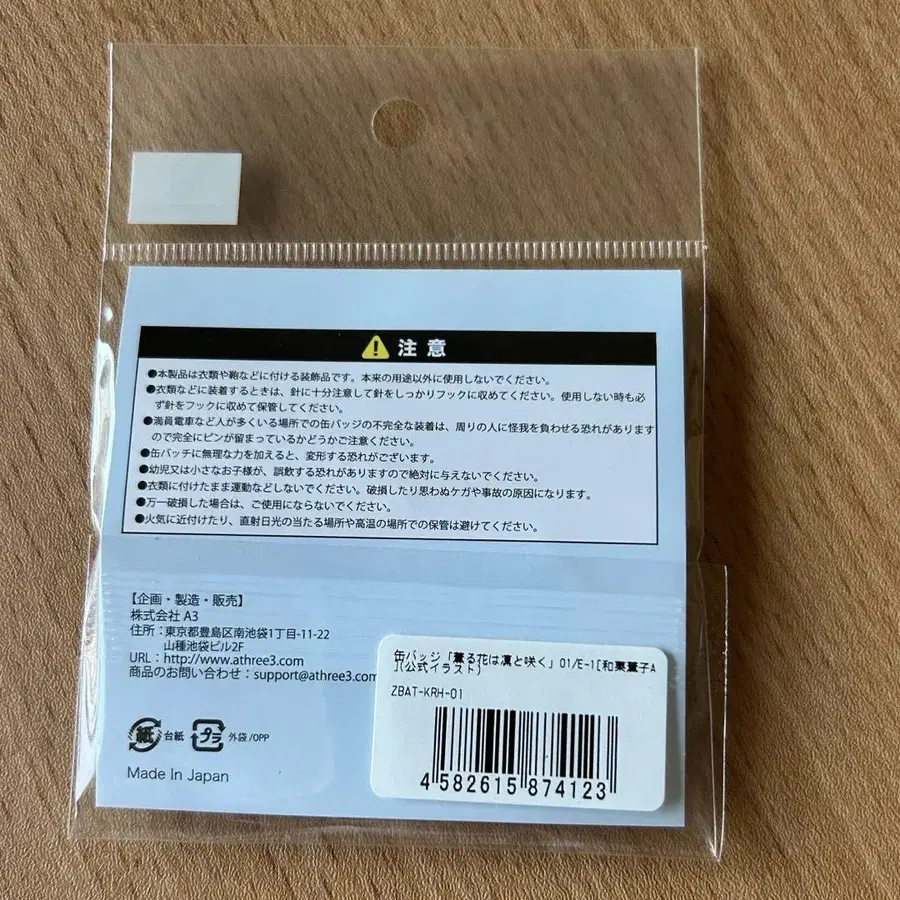 注意
●本製品は衣類や鞄などに付ける装飾品です。本来の用途以外に使用しないでください。
●衣類などに装着するときは、針に十分注意して針をしっかりフックに収めてください。使用しない時も必
ず針をフックに収めて保管してください。
●満員電車など人が多くいる場所での缶バッジの不完全な装着は、周りの人に怪我を負わせる恐れがあります
ので完全にピンが留まっているかどうかご注意ください。
●缶バッチに無理な力を加えると、変形する恐れがございます。
●幼児又は小さなお子様が、誤飲する恐れがありますので絶対に与えないでください。
●衣類に付けたまま運動などしないでください。破損したり思わぬケガや事故の原因になります。
●万一破損した場合は、ご使用にならないでください。
●火気に近付けたり、直射日光の当たる場所や高温の場所での保管は避けてください。
【企画・製造・販売】
株式会社 A3
住所：東京都豊島区南池袋1丁目-11-22
山種池袋ビル2F
URL：http://www.athree3.com
商品のお問い合わせ：support@athree3.com
紙 台紙 プラ 外袋/OPP
Made In Japan
缶バッジ「薫る花は凛と咲く」01/E-1[和栗薫子A
](公式イラスト)
ZBAT-KRH-01
4 582615 874123